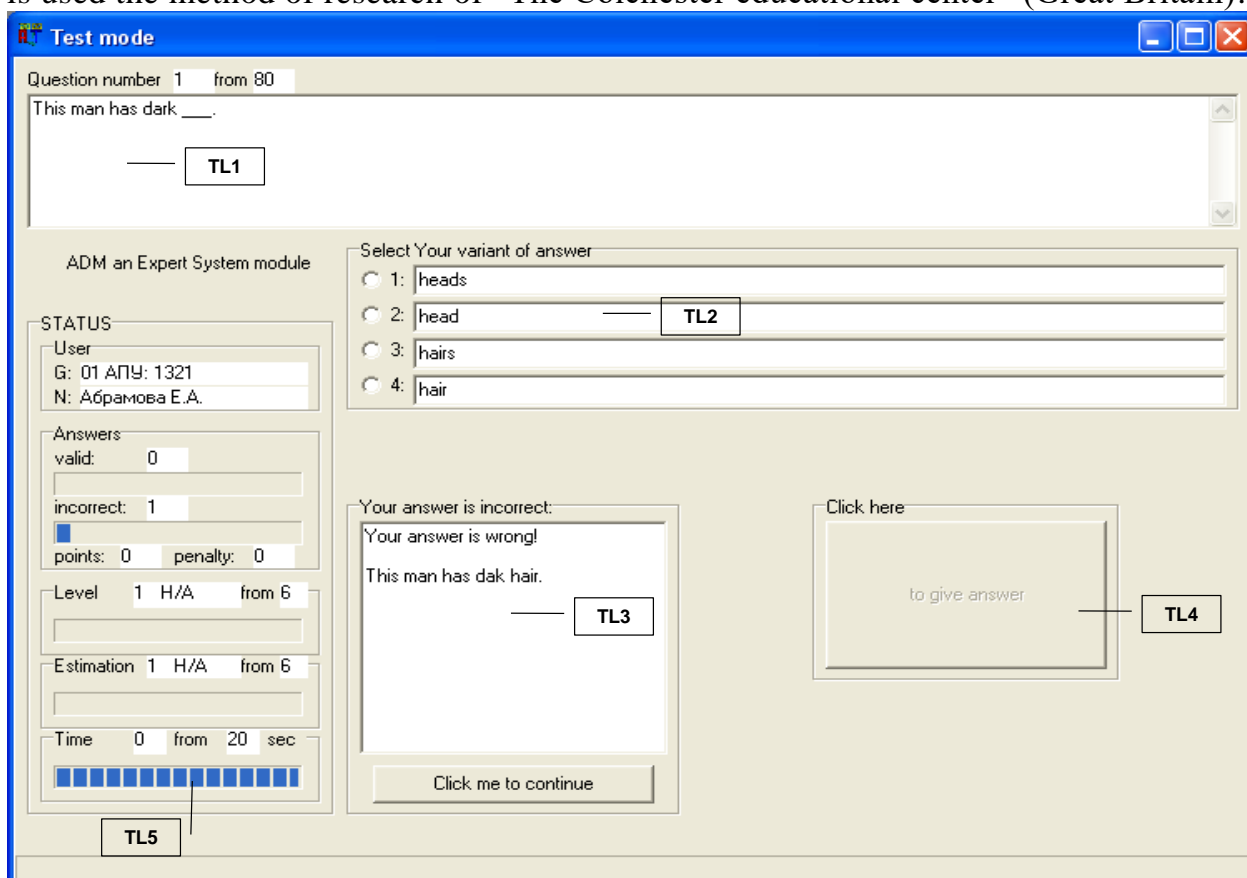 is used the method of research of "The Colchester educational center" (Great Britain).
Test mode
Question number 1 from 80
This man has dark ___.
TL1
ADM an Expert System module
Select Your variant of answer
1: heads
2: head
TL2
3: hairs
4: hair
STATUS
User
G: 01 АПУ: 1321
N: Абрамова Е.А.
Answers
valid: 0
incorrect: 1
points: 0 penalty: 0
Level 1 H/A from 6
Estimation 1 H/A from 6
Time 0 from 20 sec
TL5
Your answer is incorrect:
Your answer is wrong!
This man has dak hair.
TL3
Click me to continue
Click here
to give answer
TL4